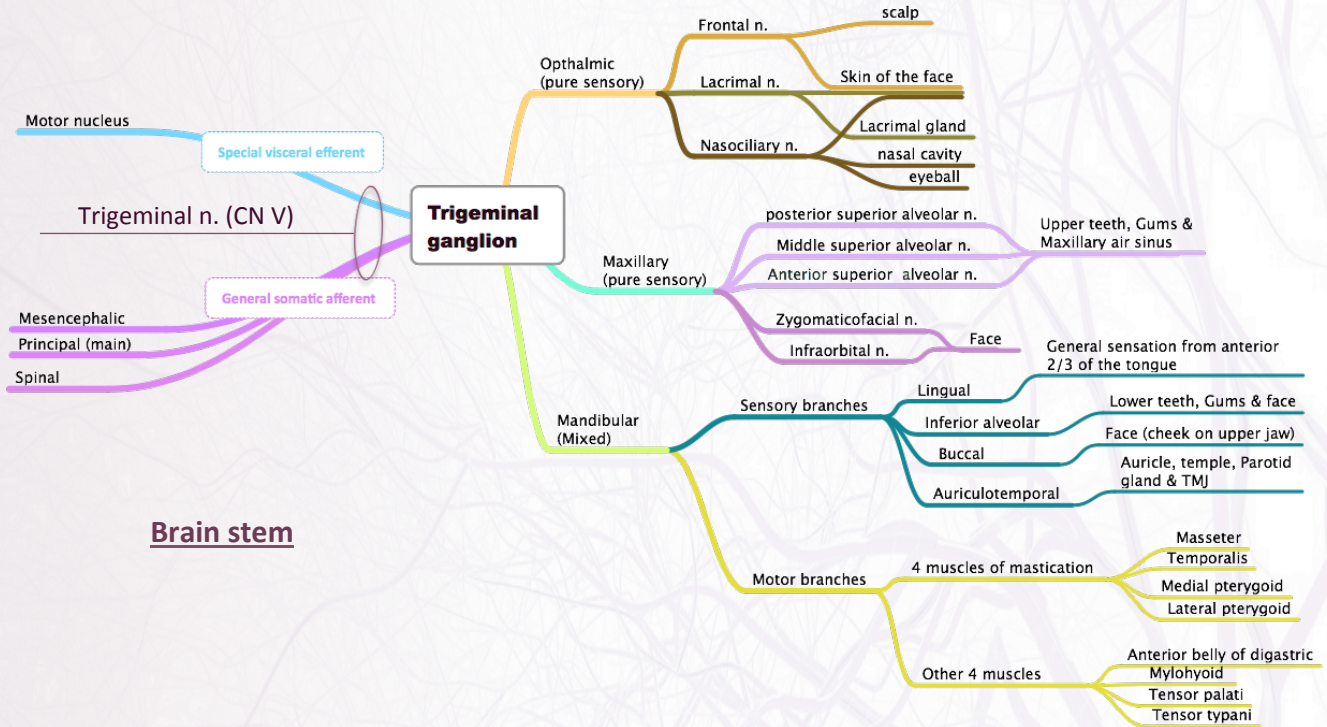 Motor nucleus
Special visceral efferent
Trigeminal n. (CN V)
General somatic afferent
Mesencephalic
Principal (main)
Spinal
Brain stem
Trigeminal
ganglion
Opthalmic
(pure sensory)
Frontal n.
scalp
Skin of the face
Lacrimal n.
Lacrimal gland
Nasociliary n.
nasal cavity
eyeball
Maxillary
(pure sensory)
posterior superior alveolar n.
Middle superior alveolar n.
Anterior superior alveolar n.
Upper teeth, Gums &
Maxillary air sinus
Zygomaticofacial n.
Infraorbital n.
Face
Mandibular
(Mixed)
Sensory branches
Lingual
General sensation from anterior
2/3 of the tongue
Inferior alveolar
Lower teeth, Gums & face
Buccal
Face (cheek on upper jaw)
Auriculotemporal
Auricle, temple, Parotid
gland & TMJ
Motor branches
4 muscles of mastication
Masseter
Temporalis
Medial pterygoid
Lateral pterygoid
Other 4 muscles
Anterior belly of digastric
Mylohyoid
Tensor palati
Tensor typani